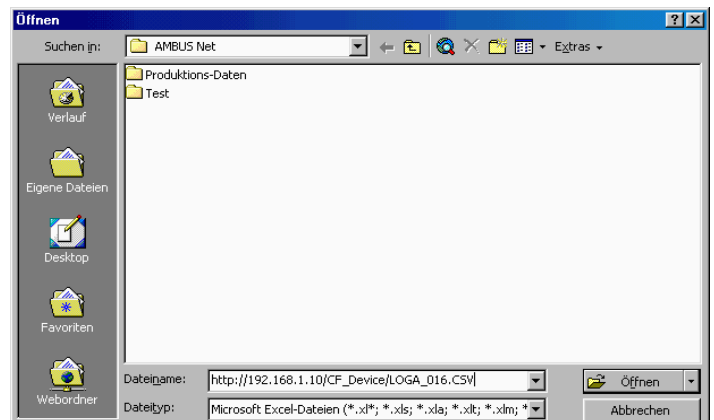 Öffnen
Suchen in: AMBUS Net Extras
Produktions-Daten
Test
Verlauf
Eigene Dateien
Desktop
Favoriten
Webordner
Dateiname: http://192.168.1.10/CF_Device/LOGA_016.CSV Öffnen
Dateityp: Microsoft Excel-Dateien (*.xl*; *.xls; *.xla; *.xlt; *.xlm; * Abbrechen